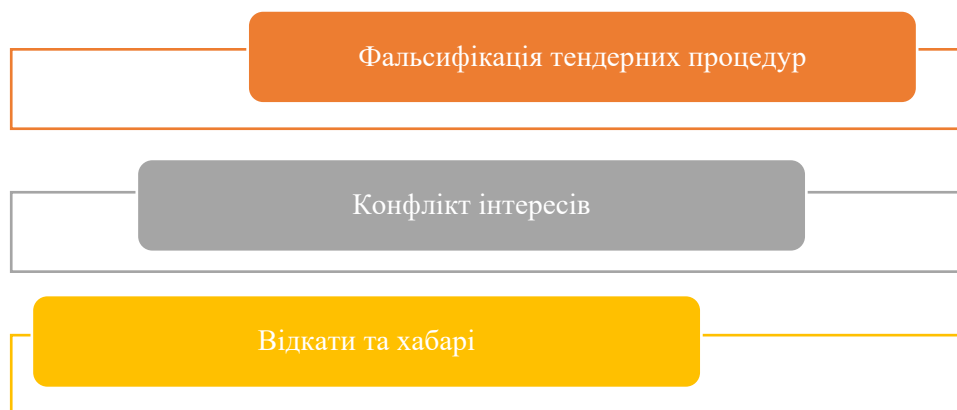 Фальсифікація тендерних процедур
Конфлікт інтересів
Відкати та хабарі